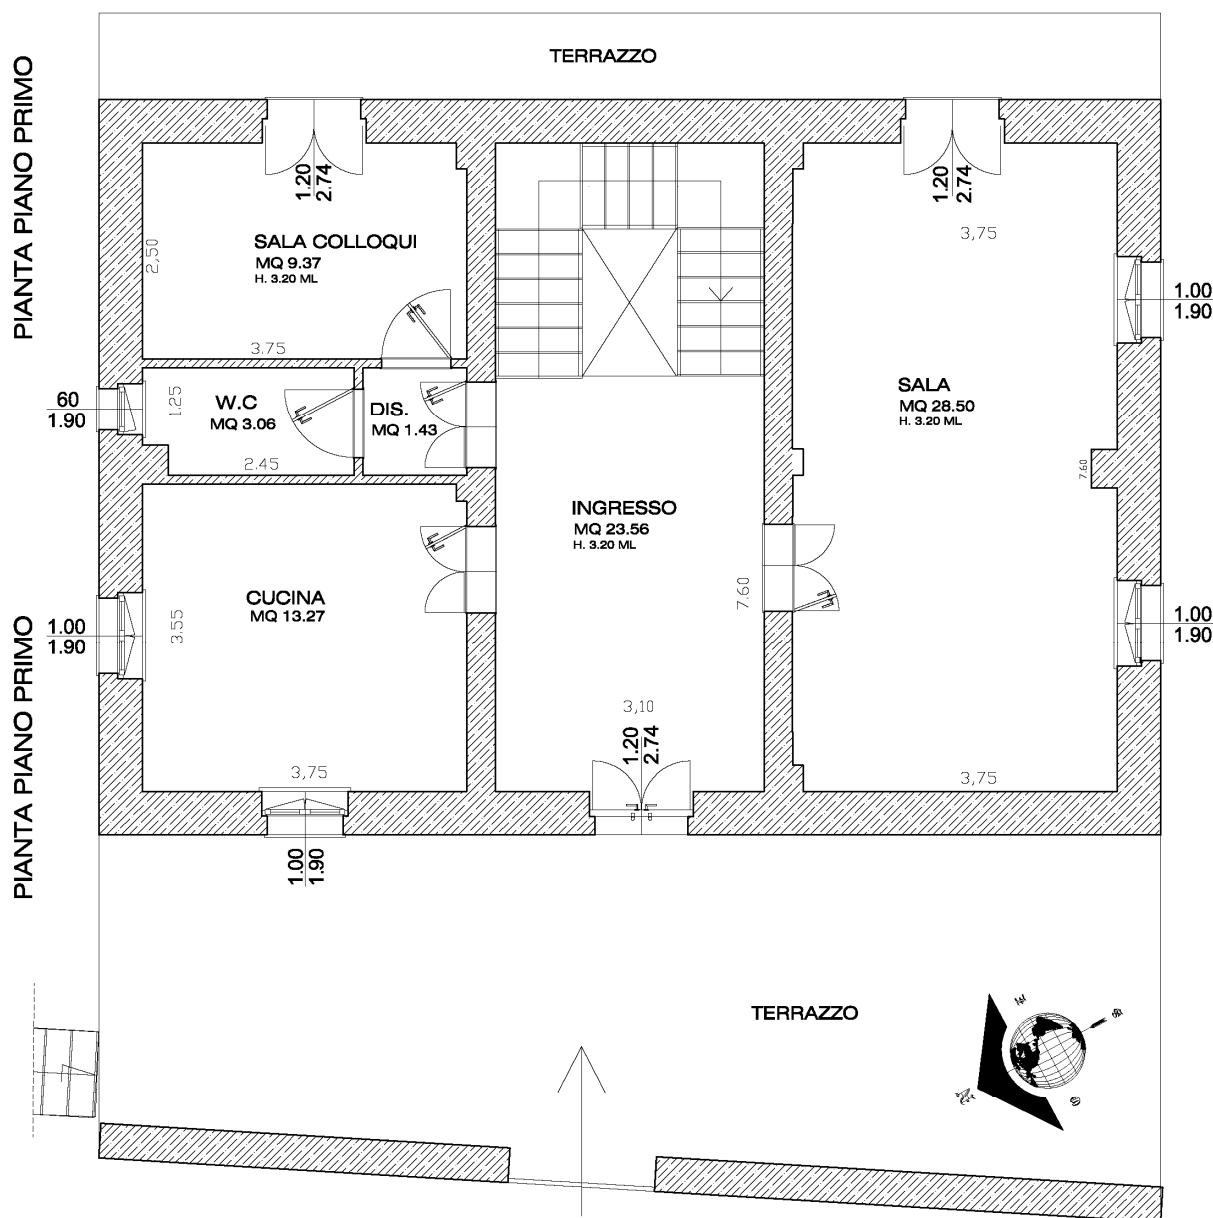 TERRAZZO
PIANTA PIANO PRIMO
1.20
2.74
1.20
2.74
3,75
2,50
SALA COLLOQUI
MQ 9.37
H. 3.20 ML
1.00
1.90
3.75
60
1.90
1.25
W.C
MQ 3.06
2.45
DIS.
MQ 1.43
SALA
MQ 28.50
H. 3.20 ML
7.60
INGRESSO
MQ 23.56
H. 3.20 ML
7.60
CUCINA
MQ 13.27
3.55
1.00
1.90
1.00
1.90
PIANTA PIANO PRIMO
3,10
1.20
2.74
3,75
3,75
1.00
1.90
TERRAZZO